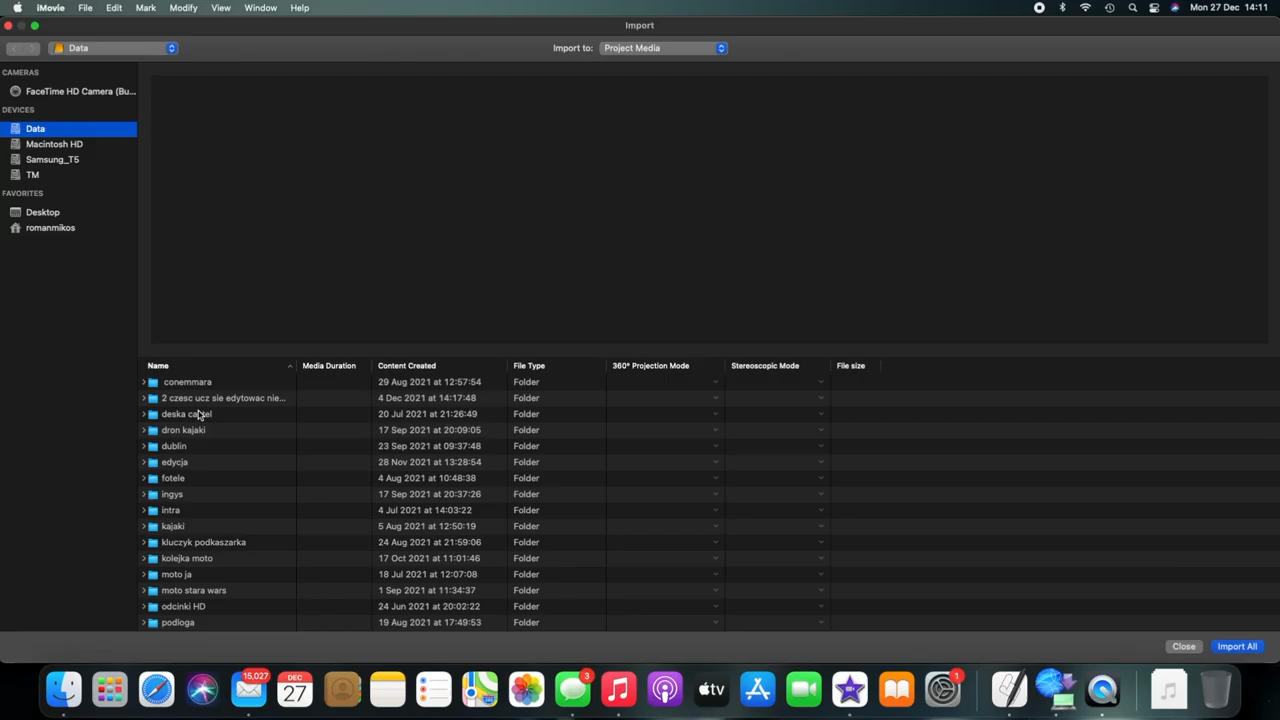 iMovie File Edit Mark Modify View Window Help Mon 27 Dec 14:11
Import
Data Import to: Project Media
CAMERAS
FaceTime HD Camera (Bu...
DEVICES
Data
Macintosh HD
Samsung_T5
TM
FAVORITES
Desktop
romanmikos
Name Media Duration Content Created File Type 360° Projection Mode Stereoscopic Mode File size
conemmara 29 Aug 2021 at 12:57:54 Folder
2 czesc ucz sie edytowac nie... 4 Dec 2021 at 14:17:48 Folder
deska 20 Jul 2021 at 21:26:49 Folder
dron kajaki 17 Sep 2021 at 20:09:05 Folder
dublin 23 Sep 2021 at 09:37:48 Folder
edycja 28 Nov 2021 at 13:28:54 Folder
fotele 4 Aug 2021 at 10:48:38 Folder
ingys 17 Sep 2021 at 20:37:26 Folder
intra 4 Jul 2021 at 14:03:22 Folder
kajaki 5 Aug 2021 at 12:50:19 Folder
kluczyk podkaszarka 24 Aug 2021 at 21:59:06 Folder
kolejka moto 17 Oct 2021 at 11:01:46 Folder
moto ja 18 Jul 2021 at 12:07:08 Folder
moto stara wars 1 Sep 2021 at 11:34:37 Folder
odcinki HD 24 Jun 2021 at 20:02:22 Folder
podloga 19 Aug 2021 at 17:49:53 Folder
Close Import All
15,027 DEC 27 3 tv 1